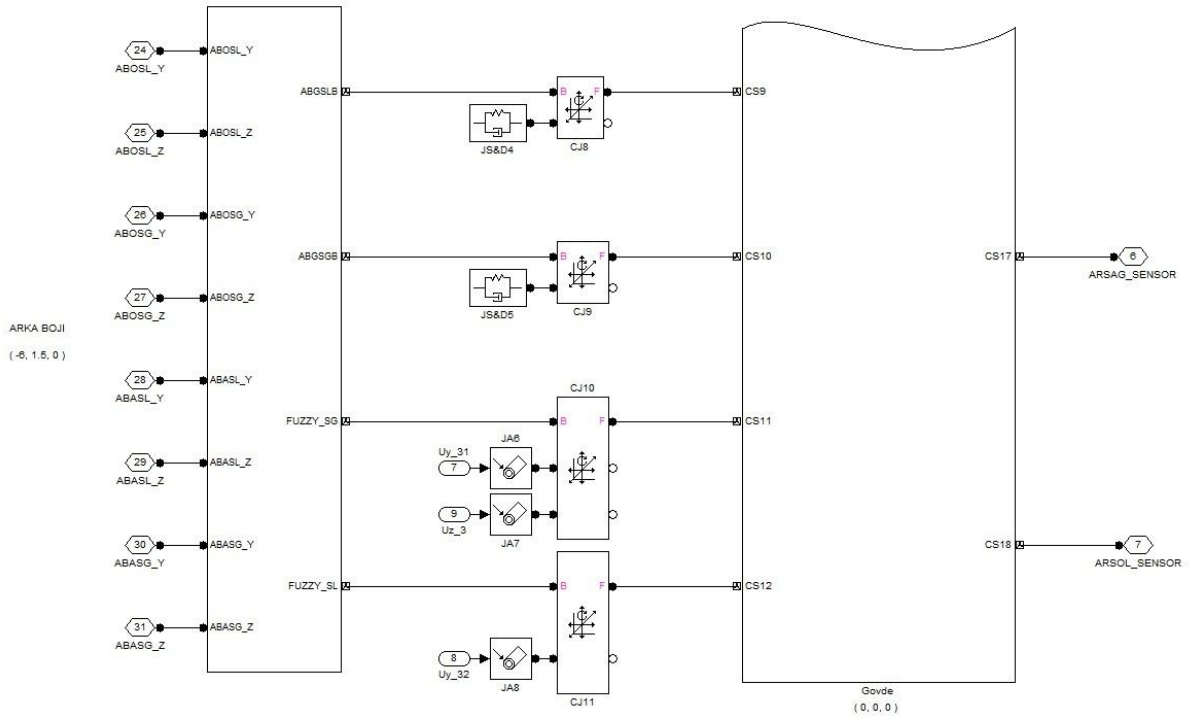 24
ABOSL_Y
ABOSL_Y
25
ABOSL_Z
ABOSL_Z
26
ABOSG_Y
ABOSG_Y
27
ABOSG_Z
ABOSG_Z
ARKA BOJI
( -6, 1.5, 0 )
28
ABASL_Y
ABASL_Y
29
ABASL_Z
ABASL_Z
30
ABASG_Y
ABASG_Y
31
ABASG_Z
ABASG_Z
ABGSLB
B
F
CS9
JS&D4
CJ8
ABGSGB
B
F
CS10
JS&D5
CJ9
CJ10
FUZZY_SG
B
F
CS11
JA6
Uy_31
7
9
Uz_3
JA7
FUZZY_SL
B
F
CS12
8
Uy_32
JA8
CJ11
CS17
6
ARSAG_SENSOR
CS18
7
ARSOL_SENSOR
Govde
( 0, 0, 0 )